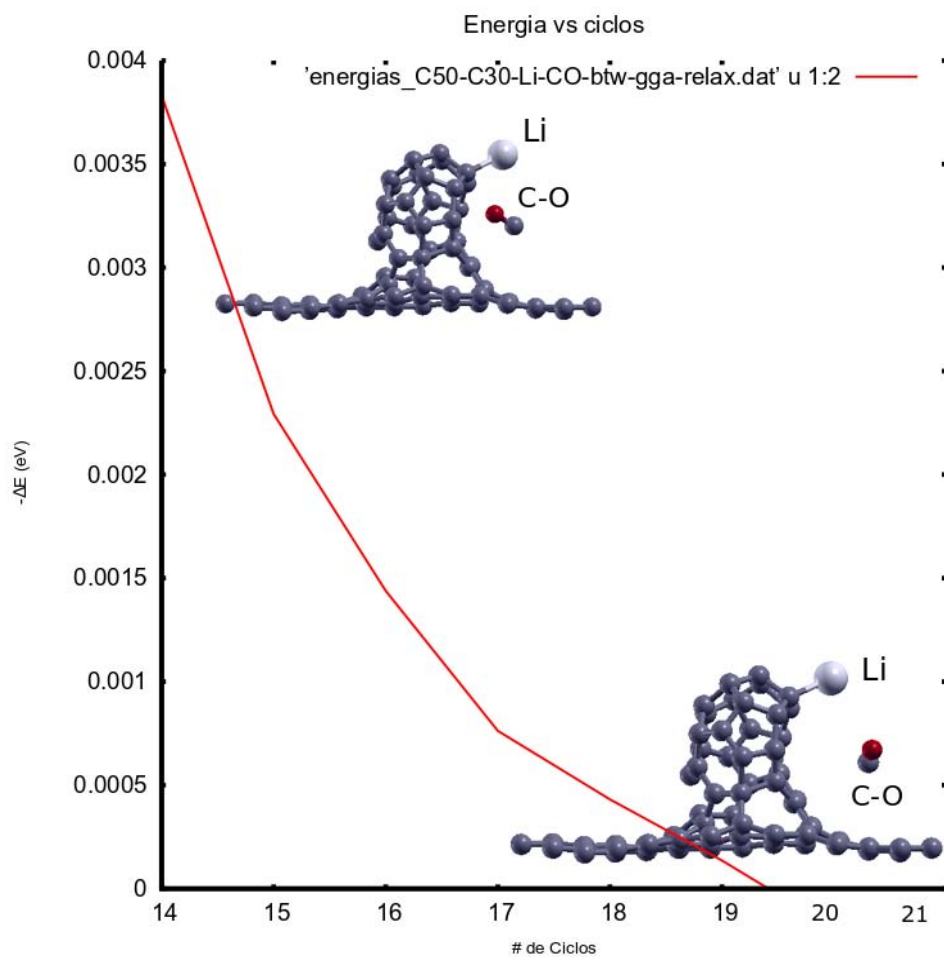 Energia vs ciclos
0.004
'energias_C50-C30-Li-CO-btw-gga-relax.dat' u 1:2
Li
0.0035
C-O
0.003
0.0025
-ΔE (eV)
0.002
0.0015
0.001
Li
0.0005
C-O
0
14 15 16 17 18 19 20 21
# de Ciclos